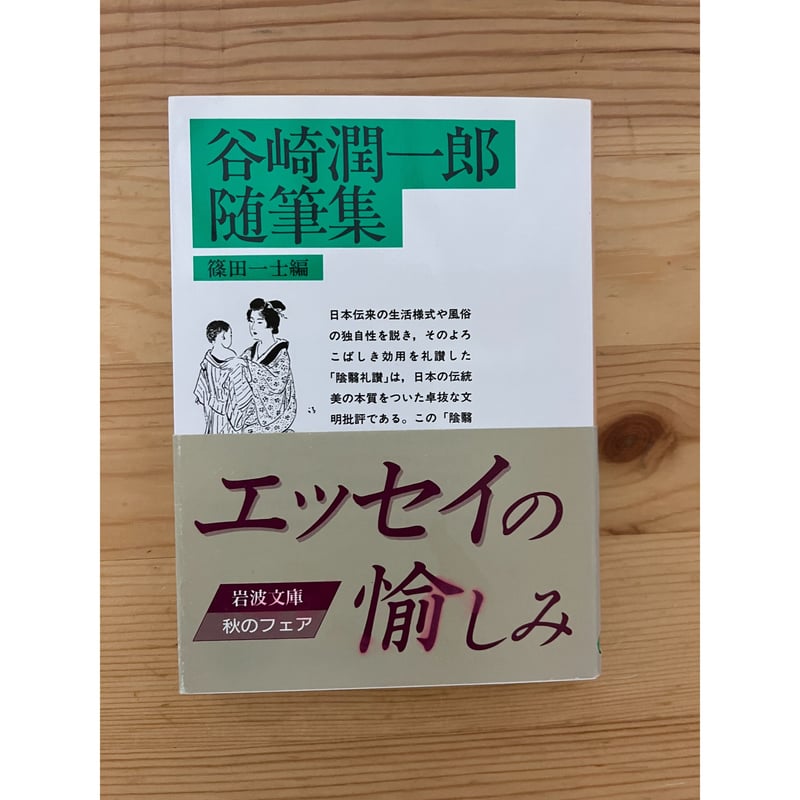 谷崎潤一郎
随筆集
篠田一士編
日本伝来の生活様式や風俗
の独自性を説き，そのよろ
こばしき効用を礼讃した
「陰翳礼讃」は，日本の伝統
美の本質をついた卓抜な文
明批評である。この「陰翳
エッセイの
愉しみ
岩波文庫
秋のフェア